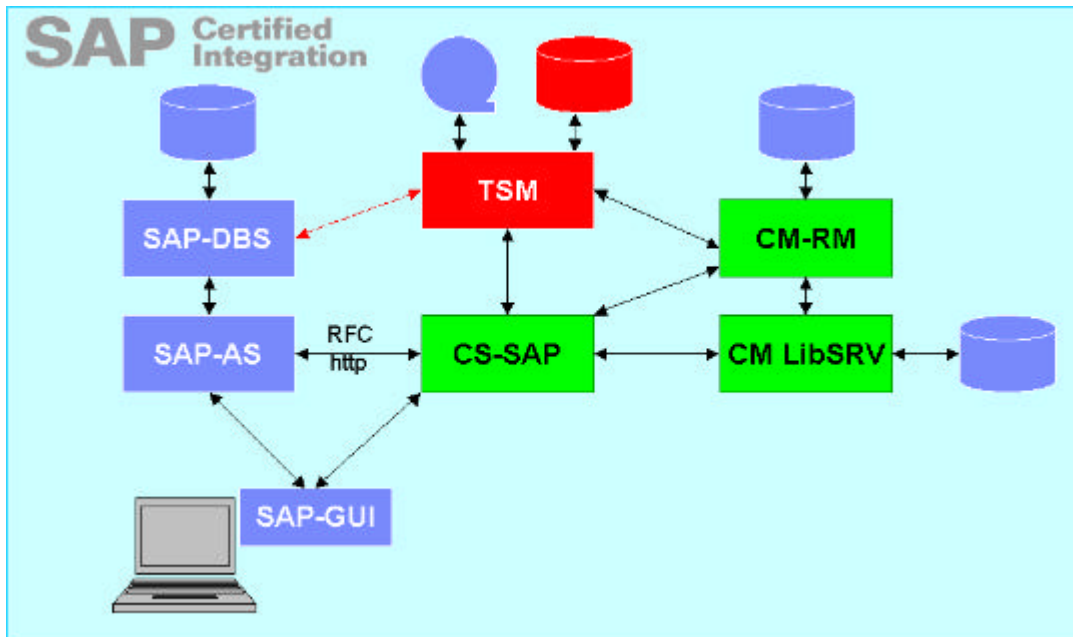 SAP Certified
Integration
TSM
SAP-DBS
CM-RM
SAP-AS
RFC
http
CS-SAP
CM LibSRV
SAP-GUI